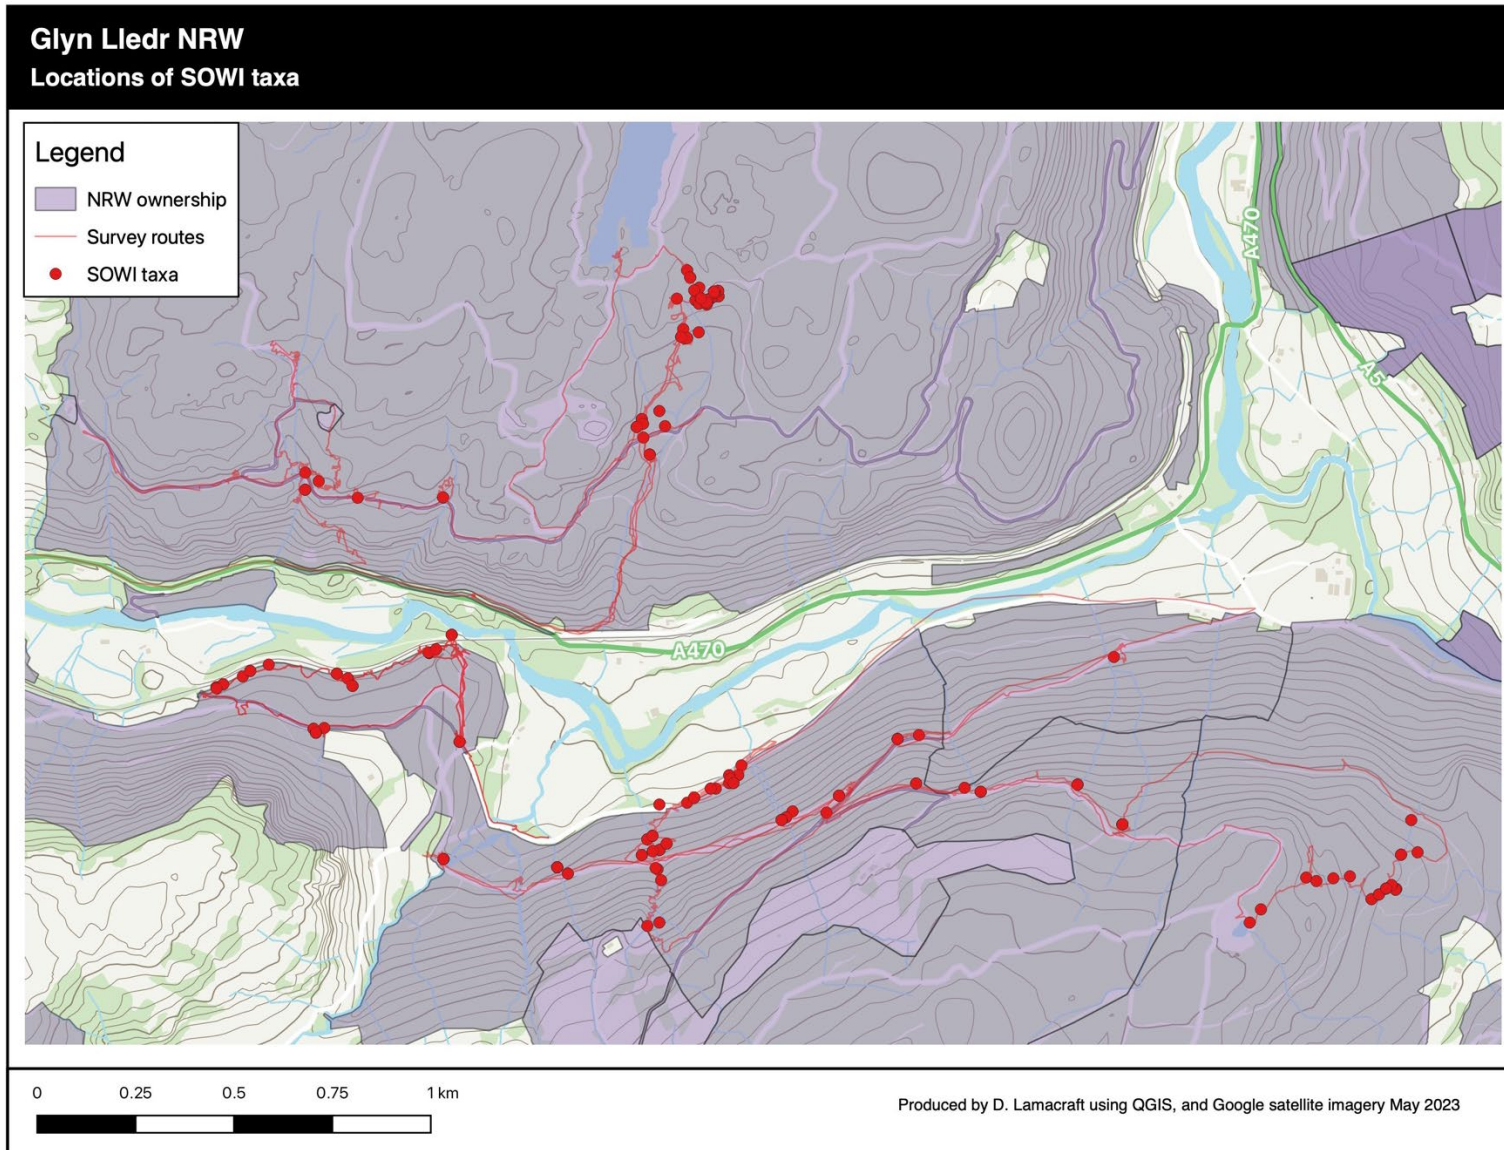 Glyn Lledr NRW
Locations of SOWI taxa
Legend
NRW ownership
Survey routes
SOWI taxa
A470
A5
A470
0 0.25 0.5 0.75 1 km
Produced by D. Lamacraft using QGIS, and Google satellite imagery May 2023